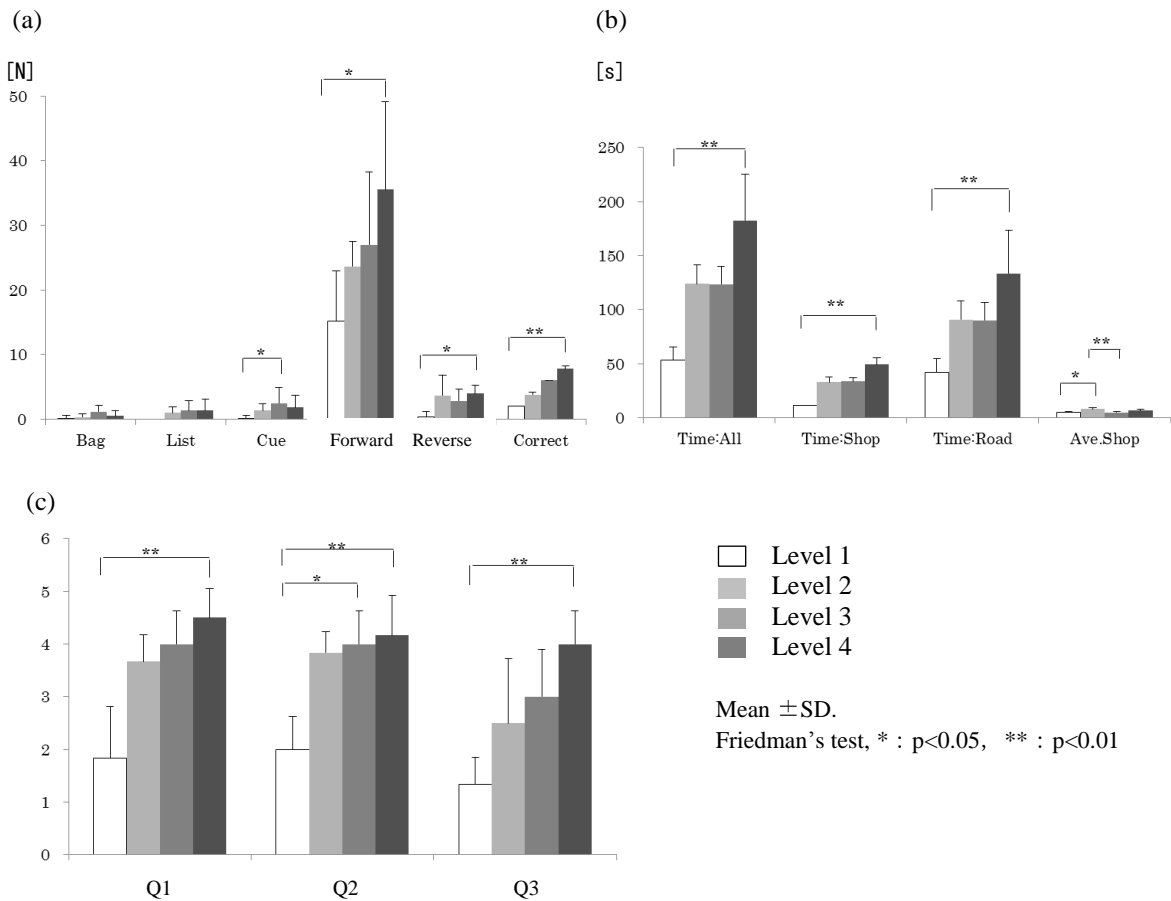 (a)
[N]
50
40
30
20
10
0
*
*
*
**
Bag List Cue Forward Reverse Correct
(b)
[s]
250
200
150
100
50
0
**
**
**
*
**
Time:All Time:Shop Time:Road Ave.Shop
(c)
6
5
4
3
2
1
0
**
**
*
**
Q1 Q2 Q3
Level 1
Level 2
Level 3
Level 4
Mean ±SD.
Friedman's test, * : p<0.05, ** : p<0.01